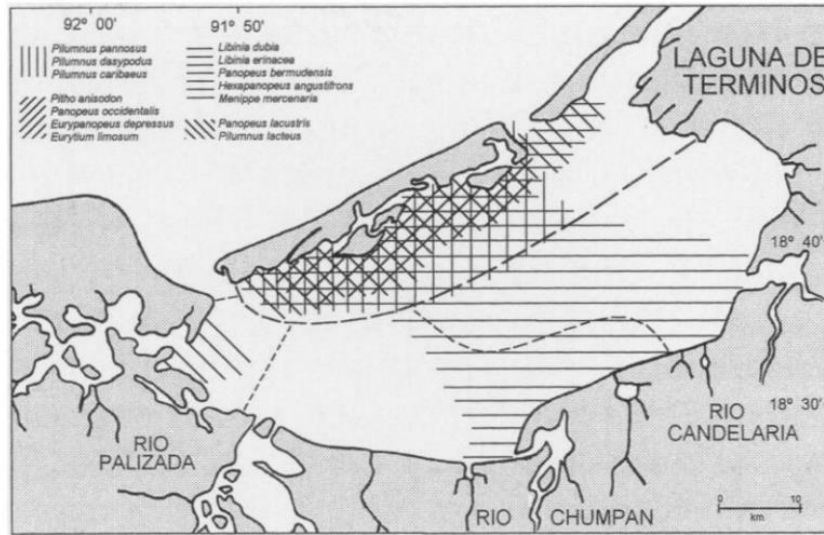 92° 00'
91° 50'
Pilumnus pannosus
Pilumnus dasypodus
Pilumnus caribaeus
Pitho anisodon
Panopeus occidentalis
Eurypanopeus depressus
Eurytium limosum
Libinia dubia
Libinia erinacea
Panopeus bermudensis
Hexapanopeus angustifrons
Menippe mercenaria
Panopeus lacustris
Pilumnus lacteus
LAGUNA DE
TERMINOS
18° 40'
18° 30'
RIO
CANDELARIA
RIO
PALIZADA
RIO CHUMPAN
0 10
km